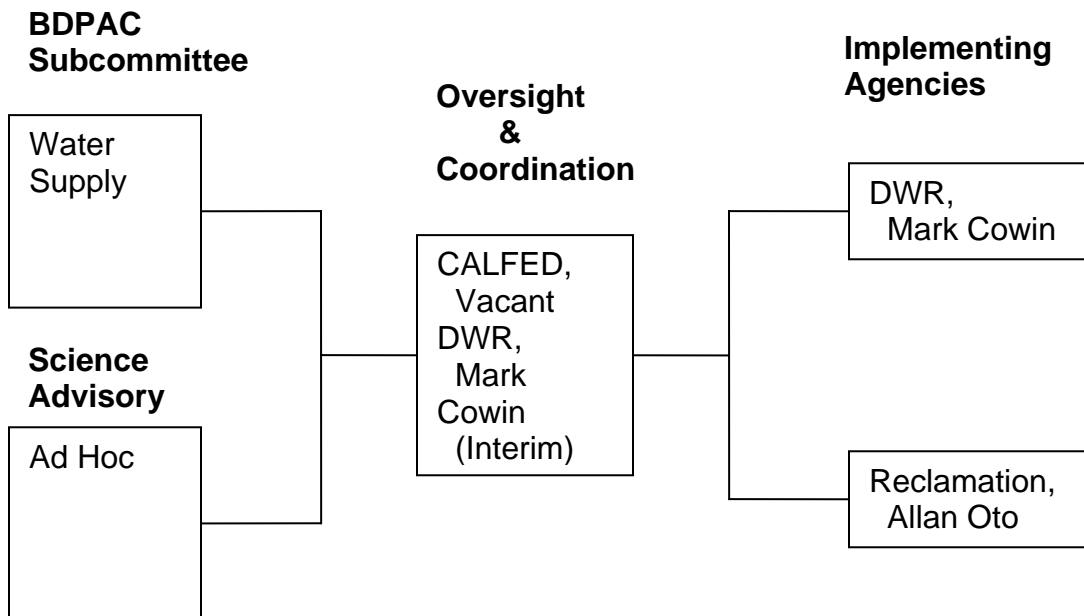 BDPAC
Subcommittee
Water
Supply
Science
Advisory
Ad Hoc
Oversight
&
Coordination
CALFED,
Vacant
DWR,
Mark
Cowin
(Interim)
Implementing
Agencies
DWR,
Mark Cowin
Reclamation,
Allan Oto